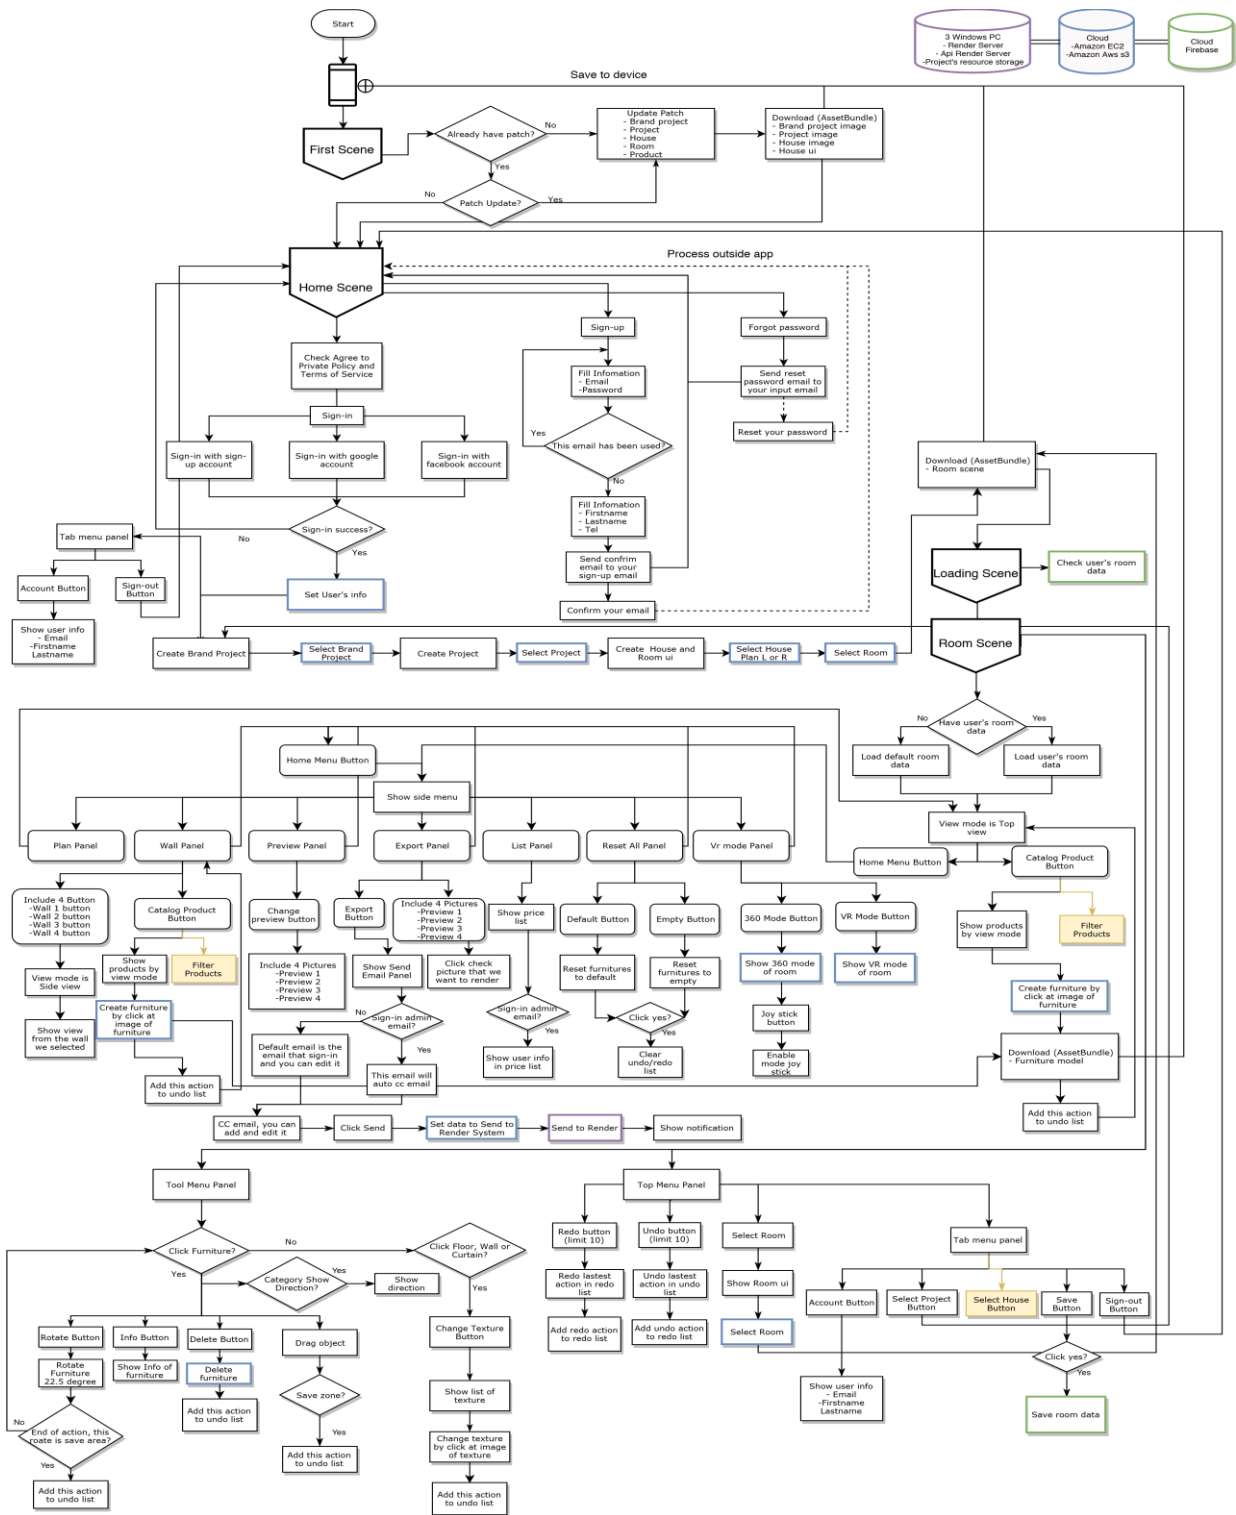 Start
3 Windows PC
- Render Server
- Api Render Server
-Project's resource storage
Cloud
-Amazon EC2
-Amazon Aws s3
Cloud
Firebase
Save to device
First Scene
Already have patch?
No
Yes
Update Patch
- Brand project
- Project
- House
- Room
- Product
Download (AssetBundle)
- Brand project image
- Project image
- House image
- House ui
Patch Update?
No
Yes
Process outside app
Home Scene
Sign-up
Forgot password
Check Agree to
Private Policy and
Terms of Service
Fill Infomation
- Email
-Password
Send reset
password email to
your input email
Sign-in
Reset your password
Sign-in with sign-
up account
Sign-in with google
account
Sign-in with
facebook account
Yes
This email has been used?
No
Download (AssetBundle)
- Room scene
Fill Infomation
- Firstname
- Lastname
- Tel
Sign-in success?
No
Yes
Tab menu panel
Send confrim
email to your
sign-up email
Loading Scene
Check user's room
data
Account Button
Sign-out
Button
Set User's info
Confirm your email
Show user info
- Email
-Firstname
Lastname
Create Brand Project
Select Brand
Project
Create Project
Select Project
Create House and
Room ui
Select House
Plan L or R
Select Room
Room Scene
Have user's room
data
No
Yes
Load default room
data
Load user's room
data
Home Menu Button
Show side menu
View mode is Top
view
Plan Panel
Wall Panel
Preview Panel
Export Panel
List Panel
Reset All Panel
Vr mode Panel
Home Menu Button
Catalog Product
Button
Include 4 Button
-Wall 1 button
-Wall 2 button
-Wall 3 button
-Wall 4 button
Catalog Product
Button
Change
preview button
Export
Button
Include 4 Pictures
-Preview 1
-Preview 2
-Preview 3
-Preview 4
Show price
list
Default Button
Empty Button
360 Mode Button
VR Mode Button
Show products
by view mode
Filter
Products
Show
products by
view mode
Filter
Products
Include 4 Pictures
-Preview 1
-Preview 2
-Preview 3
-Preview 4
Show Send
Email Panel
Click check
picture that we
want to render
Reset furnitures
to default
Reset
furnitures to
empty
Show 360 mode
of room
Show VR mode
of room
View mode is
Side view
Create furniture
by click at
image of
furniture
Create furniture by
click at image of
furniture
Show view
from the wall
we selected
No
Sign-in admin
email?
Yes
Sign-in admin
email?
Yes
Click yes?
Yes
Joy stick
button
Default email is the
email that sign-in
and you can edit it
This email will
auto cc email
Show user info
in price list
Clear
undo/redo
list
Enable
mode joy
stick
Download (AssetBundle)
- Furniture model
Add this action
to undo list
Add this action
to undo list
CC email, you can
add and edit it
Click Send
Set data to Send to
Render System
Send to Render
Show notification
Tool Menu Panel
Top Menu Panel
Click Furniture?
No
Yes
Click Floor, Wall or
Curtain?
Yes
Redo button
(limit 10)
Undo button
(limit 10)
Select Room
Tab menu panel
Category Show
Direction?
Yes
Show
direction
Redo lastest
action in redo
list
Undo lastest
action in undo
list
Show Room ui
Account Button
Select Project
Button
Select House
Button
Save
Button
Sign-out
Button
Rotate Button
Info Button
Delete Button
Drag object
Change Texture
Button
Add redo action
to redo list
Add undo action
to redo list
Select Room
Click yes?
Yes
Rotate
Furniture
22.5 degree
Show Info of
furniture
Delete
furniture
Save zone?
Yes
Show list of
texture
Show user info
- Email
-Firstname
Lastname
Save room data
Add this action
to undo list
No
End of action, this
roate is save area?
Yes
Change texture
by click at image
of texture
Add this action
to undo list
Add this action
to undo list
Add this action
to undo list